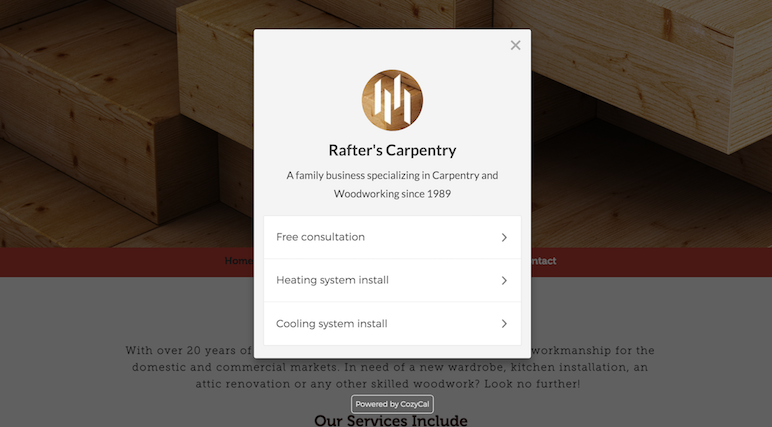 Rafter's Carpentry
A family business specializing in Carpentry and
Woodworking since 1989
Free consultation
Heating system install
Cooling system install
Home
ntact
With over 20 years of workmanship for the
domestic and commercial markets. In need of a new wardrobe, kitchen installation, an
attic renovation or any other skilled woodwork? Look no further!
Powered by CozyCal
Our Services Include